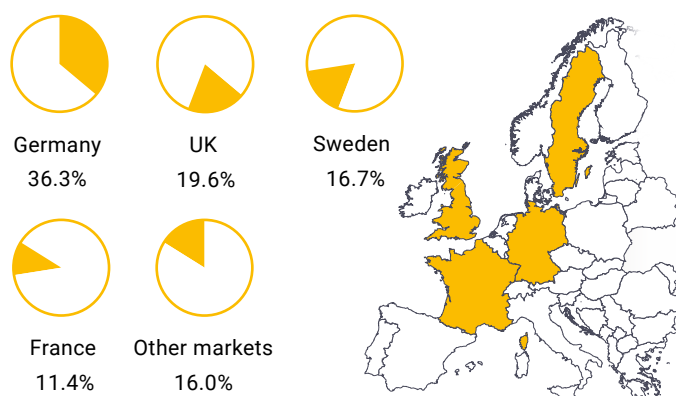 Germany
36.3%
UK
19.6%
Sweden
16.7%
France
11.4%
Other markets
16.0%